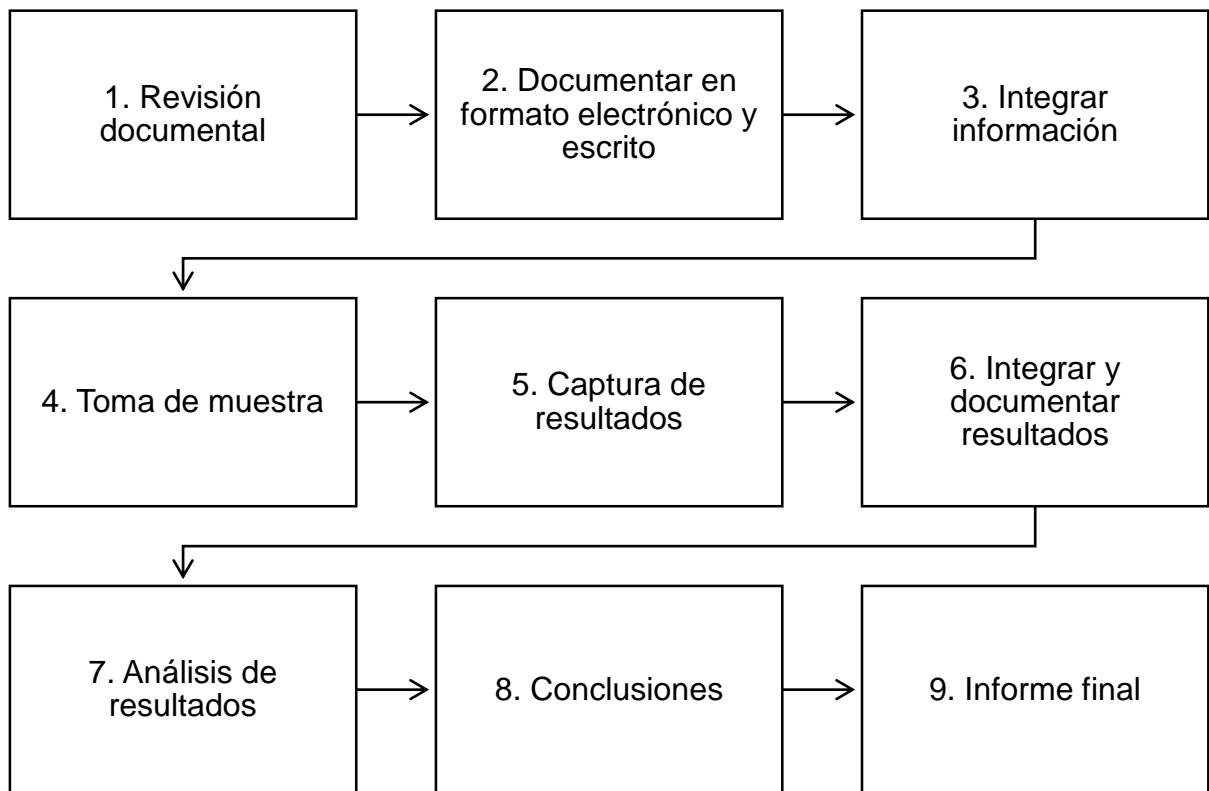 1. Revisión
documental
2. Documentar en
formato electrónico y
escrito
3. Integrar
información
4. Toma de muestra
5. Captura de
resultados
6. Integrar y
documentar
resultados
7. Análisis de
resultados
8. Conclusiones
9. Informe final